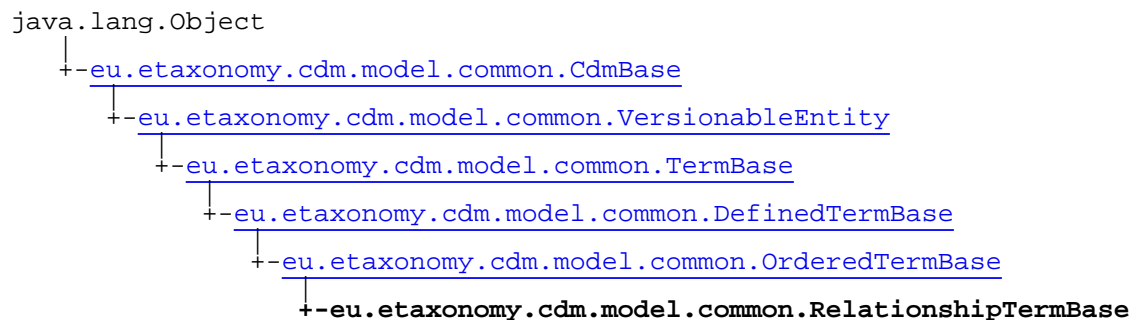 java.lang.Object
+-eu.etaxonomy.cdm.model.common.CdmBase
+-eu.etaxonomy.cdm.model.common.VersionableEntity
+-eu.etaxonomy.cdm.model.common.TermBase
+-eu.etaxonomy.cdm.model.common.DefinedTermBase
+-eu.etaxonomy.cdm.model.common.OrderedTermBase
+-eu.etaxonomy.cdm.model.common.RelationshipTermBase